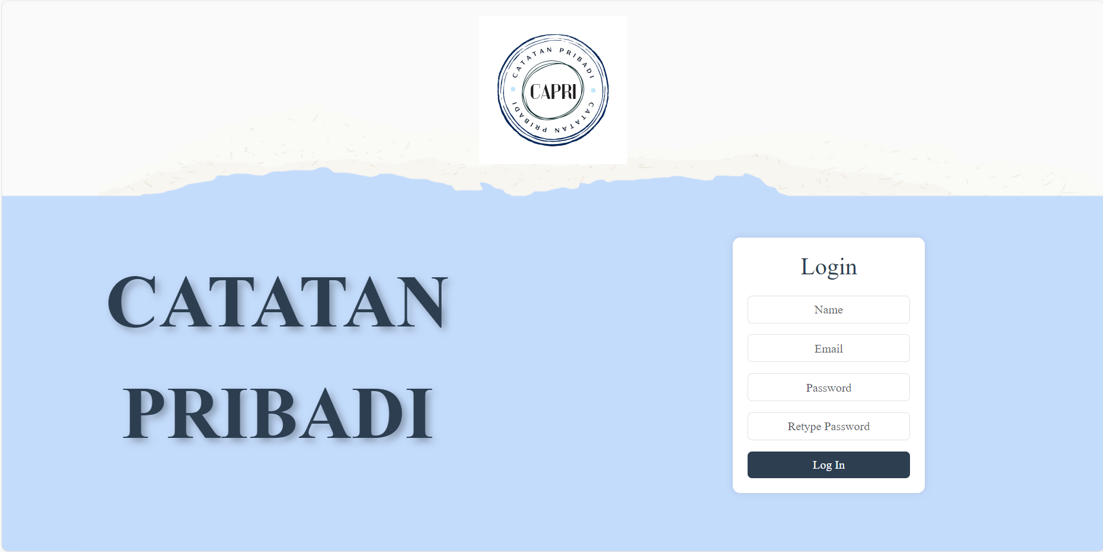 CATATAN PRIBADI
CAPRI
CATATAN PRIBADI
CATATAN
PRIBADI
Login
Name
Email
Password
Retype Password
Log In